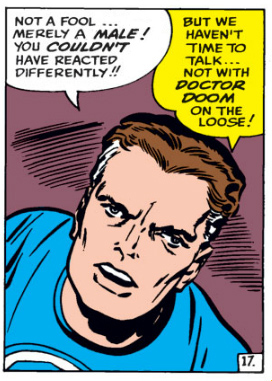 NOT A FOOL ...
MERELY A MALE!
YOU COULDN'T
HAVE REACTED
DIFFERENTLY!!
BUT WE
HAVEN'T
TIME TO
TALK...
NOT WITH
DOCTOR
DOOM
ON THE
LOOSE!
17.